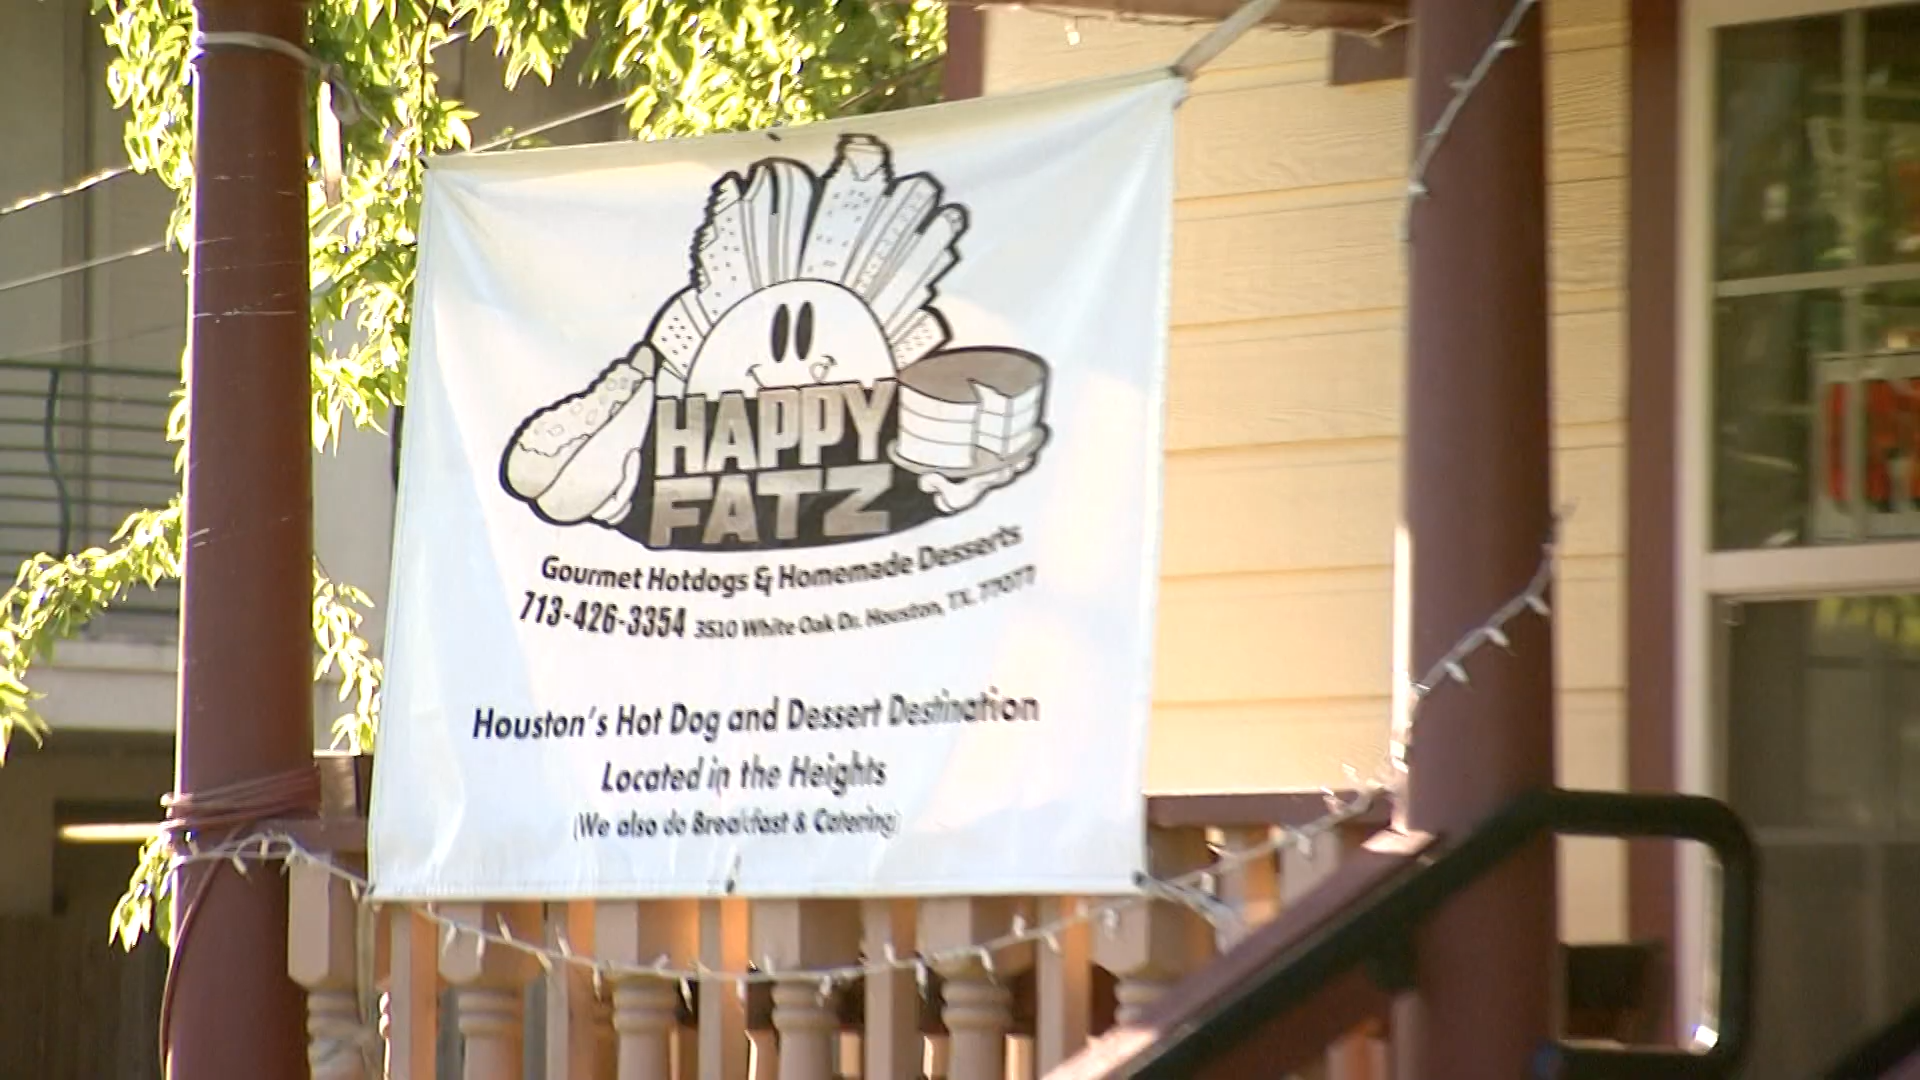 HAPPY
FATZ
Gourmet Hotdogs & Homemade Desserts
713-426-3354 3510 White Oak Dr. Houston, TX. 77077
Houston's Hot Dog and Dessert Destination
Located in the Heights
(We also do Breakfast & Catering)